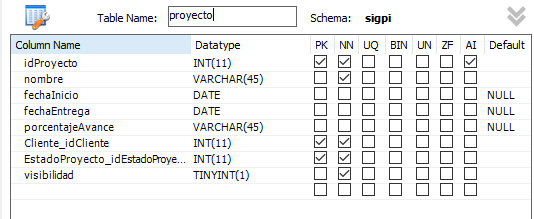 Table Name: proyecto Schema: sigpi
Column Name Datatype PK NN UQ BIN UN ZF AI Default
idProyecto INT(11)
nombre VARCHAR(45)
fechaInicio DATE NULL
fechaEntrega DATE NULL
porcentajeAvance VARCHAR(45) NULL
Cliente_idCliente INT(11)
EstadoProyecto_idEstadoProye... INT(11)
visibilidad TINYINT(1)